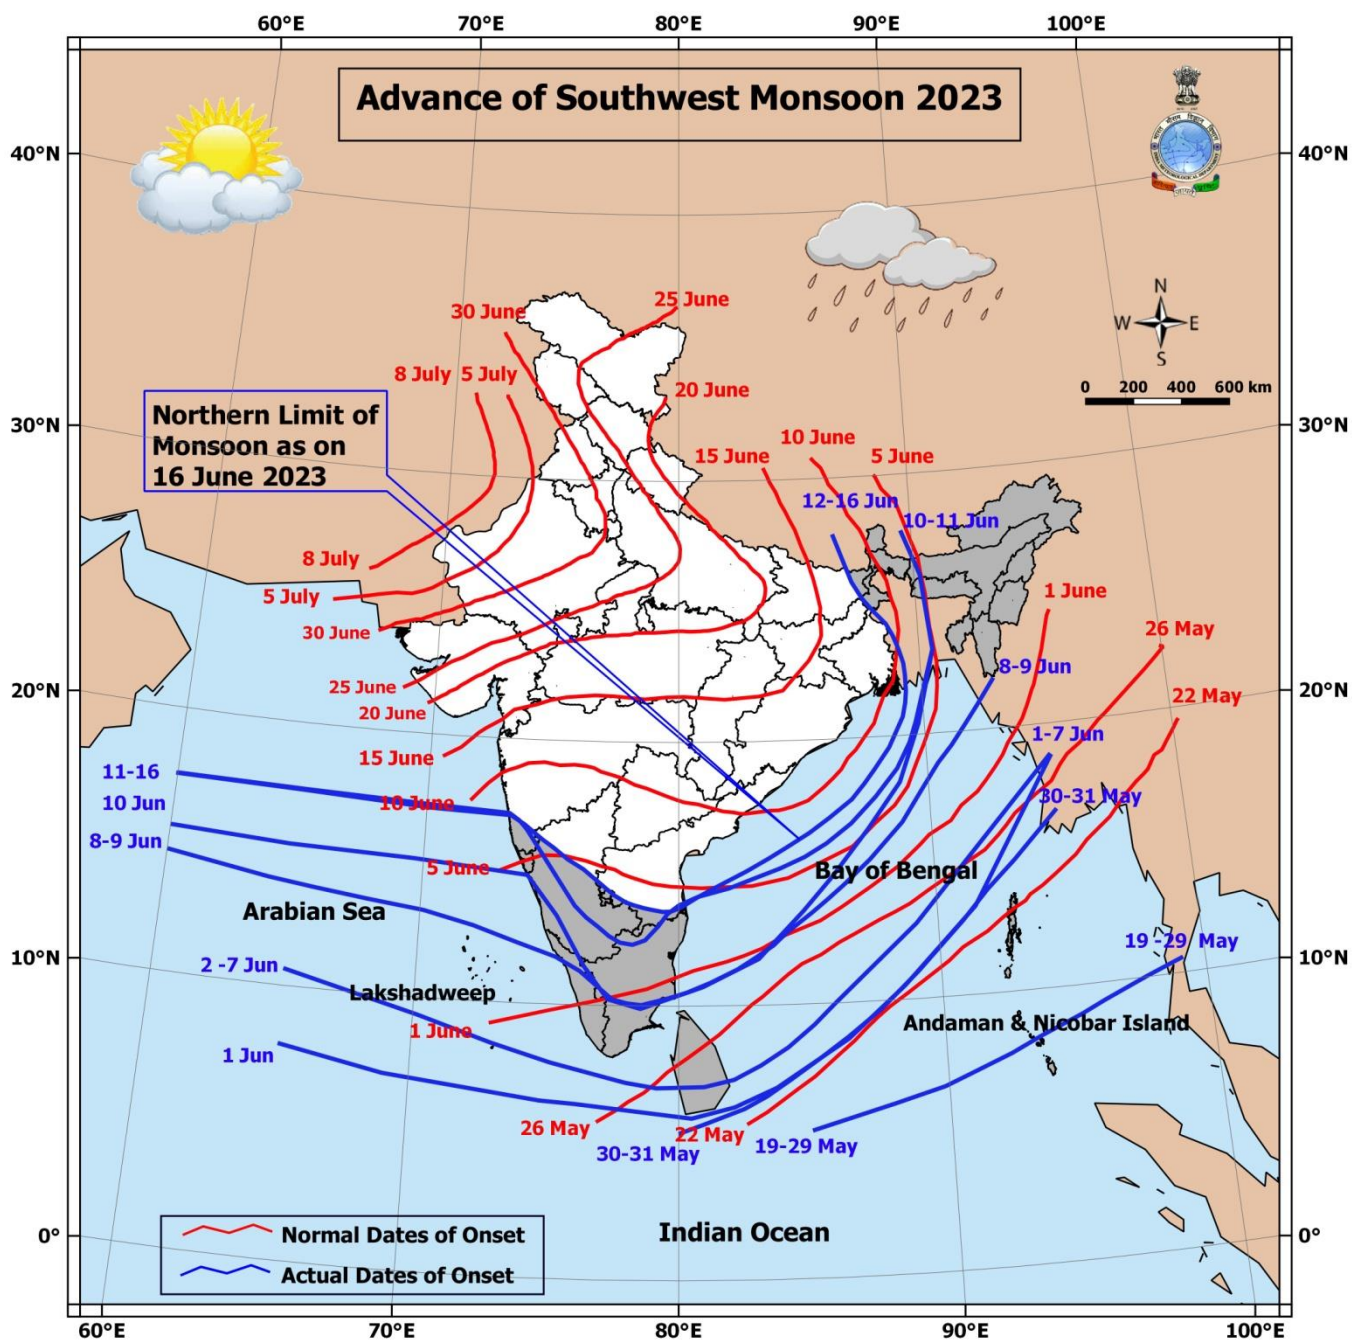 60°E 70°E 80°E 90°E 100°E
Advance of Southwest Monsoon 2023
40°N 40°N
N
W E
S
0 200 400 600 km
30 June 25 June
8 July 5 July 20 June
Northern Limit of
Monsoon as on
16 June 2023
30°N 30°N
15 June 10 June 5 June
12-16 Jun 10-11 Jun
8 July
5 July
30 June
1 June
26 May
22 May
8-9 Jun
25 June
20 June
20°N 20°N
15 June
1-7 Jun
30-31 May
11-16
10 Jun
10 June
8-9 Jun
5 June
Bay of Bengal
Arabian Sea
19 -29 May
10°N 10°N
2 -7 Jun
Lakshadweep
1 June
Andaman & Nicobar Island
1 Jun
26 May 22 May
30-31 May 19-29 May
Indian Ocean
0° 0°
Normal Dates of Onset
Actual Dates of Onset
60°E 70°E 80°E 90°E 100°E